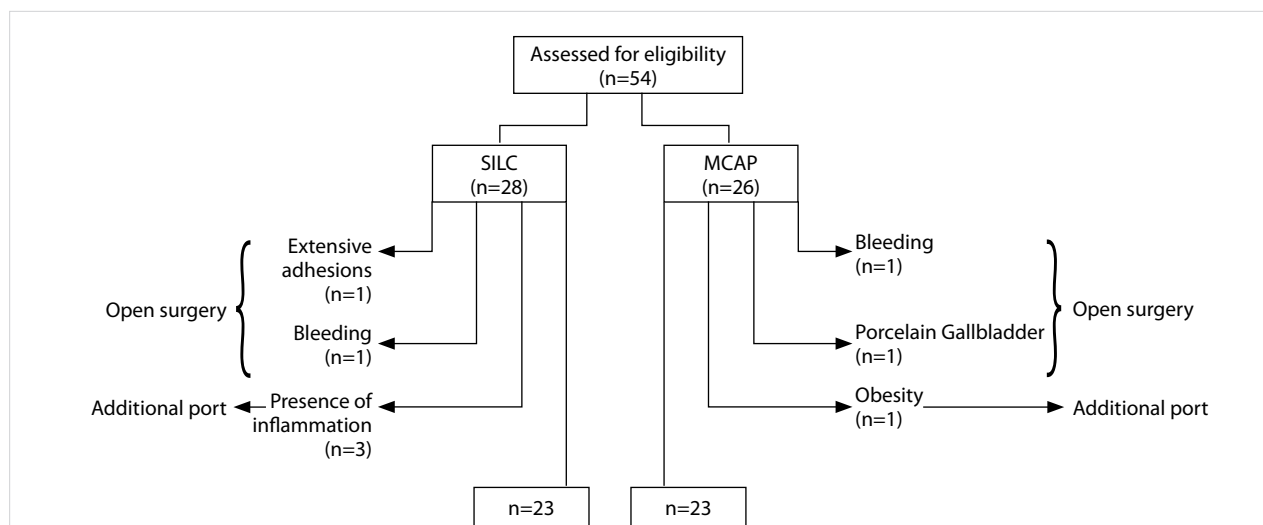 Assessed for eligibility
(n=54)
SILC
(n=28)
MCAP
(n=26)
Extensive
adhesions
(n=1)
Bleeding
(n=1)
Open surgery
Presence of
inflammation
(n=3)
Additional port
Bleeding
(n=1)
Porcelain Gallbladder
(n=1)
Open surgery
Obesity
(n=1)
Additional port
n=23
n=23